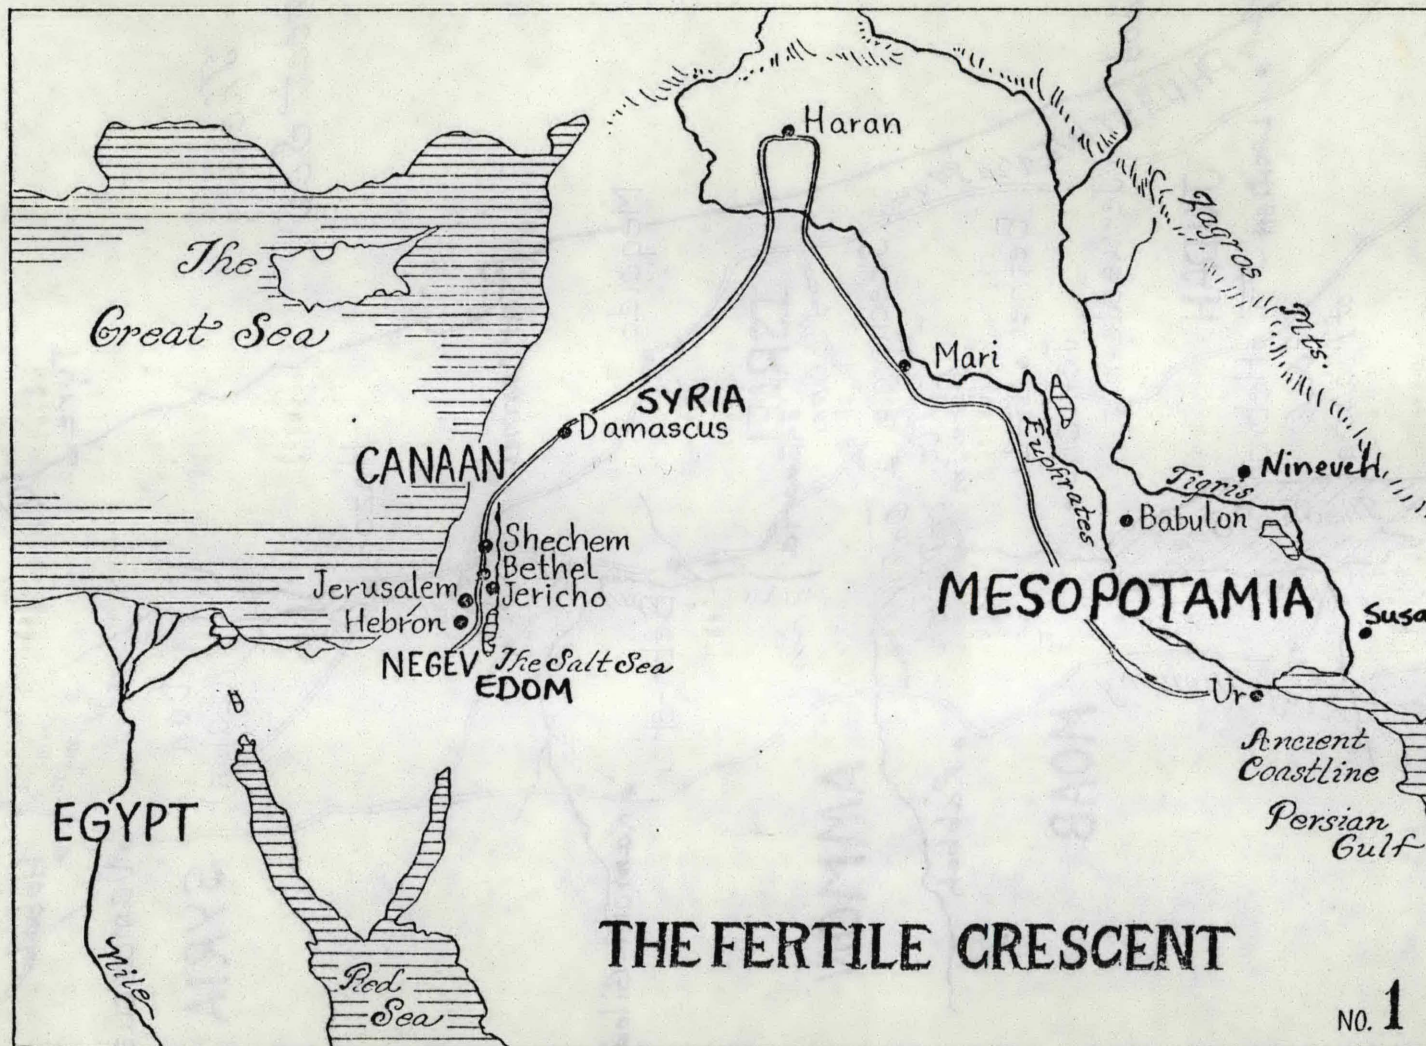 Haran
Zagros
Mts.
The
Great Sea
Mari
SYRIA
Damascus
CANAAN
Euphrates
Nineveh
Tigris
Babulon
Shechem
Bethel
Jericho
Jerusalem
Hebron
MESOPOTAMIA
Susa
NEGEV
The Salt Sea
EDOM
Ur
Ancient
Coastline
Persian
Gulf
EGYPT
Nile
Red
Sea
THE FERTILE CRESCENT
NO. 1